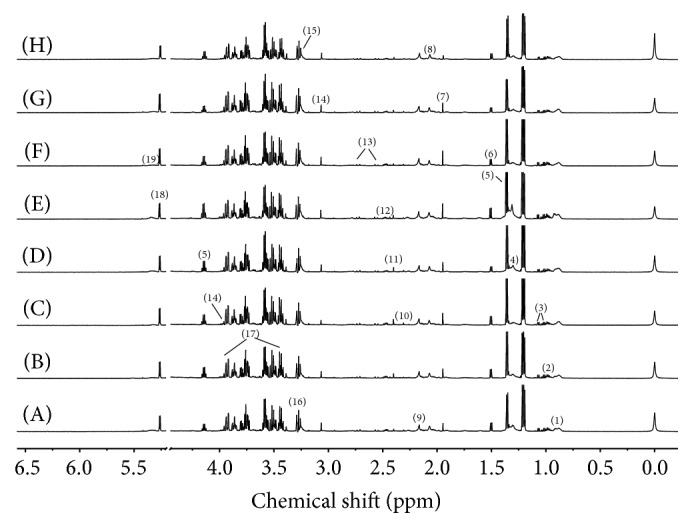 (H) (15) (8)
(G) (14) (7)
(F) (19) (13) (6)
(E) (18) (12) (5)
(D) (5) (11) (4)
(C) (14) (10) (3)
(B) (17) (2)
(A) (16) (9) (1)
6.5 6.0 5.5 4.0 3.5 3.0 2.5 2.0 1.5 1.0 0.5 0.0
Chemical shift (ppm)